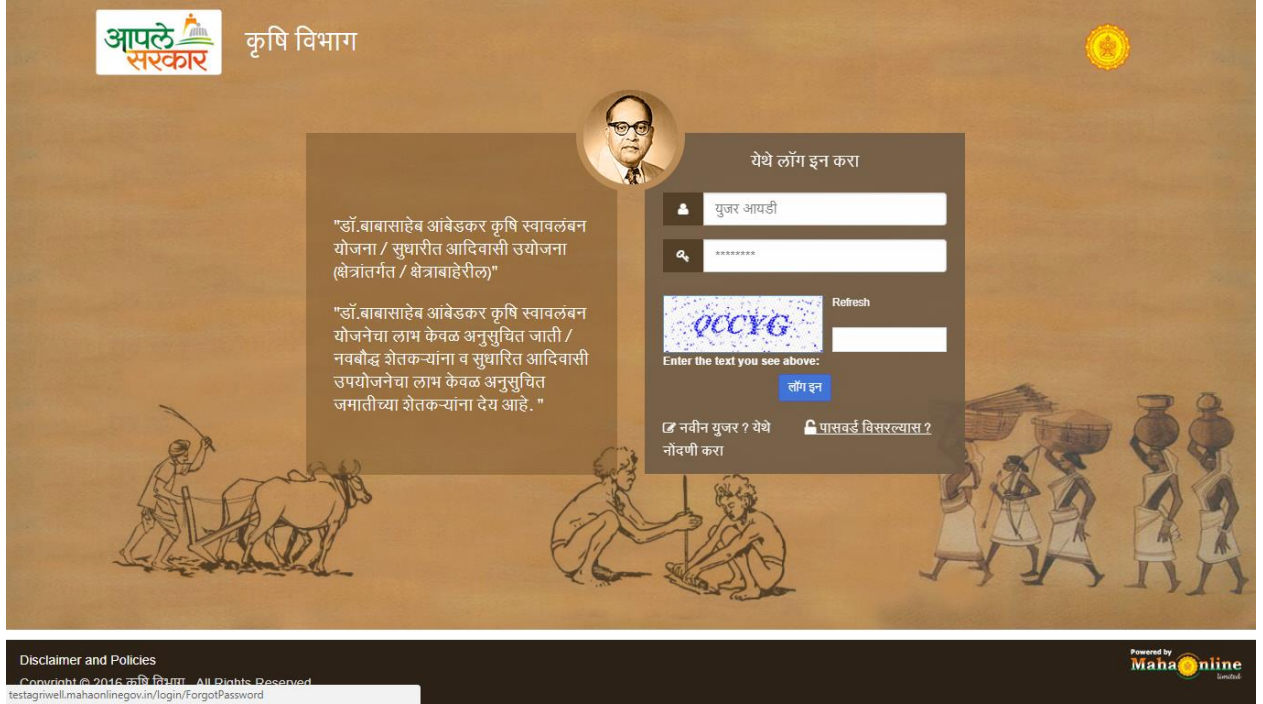 आपले
सरकार
कृषि विभाग
येथे लॉग इन करा
युजर आयडी
********
"डॉ.बाबासाहेब आंबेडकर कृषि स्वावलंबन
योजना / सुधारीत आदिवासी उयोजना
(क्षेत्रांतर्गत / क्षेत्राबाहेरील)"
"डॉ.बाबासाहेब आंबेडकर कृषि स्वावलंबन
योजनेचा लाभ केवळ अनुसुचित जाती /
नवबौद्ध शेतकऱ्यांना व सुधारित आदिवासी
उपयोजनेचा लाभ केवळ अनुसुचित
जमातीच्या शेतकऱ्यांना देय आहे. "
QCCYG
Refresh
Enter the text you see above:
लॉग इन
नवीन युजर ? येथे
नोंदणी करा
पासवर्ड विसरल्यास ?
Disclaimer and Policies
Copyright © 2016 कृषि विभाग . All Rights Reserved
testagriwell.mahaonlinegov.in/login/ForgotPassword
Powered by
MahaOnline
limited